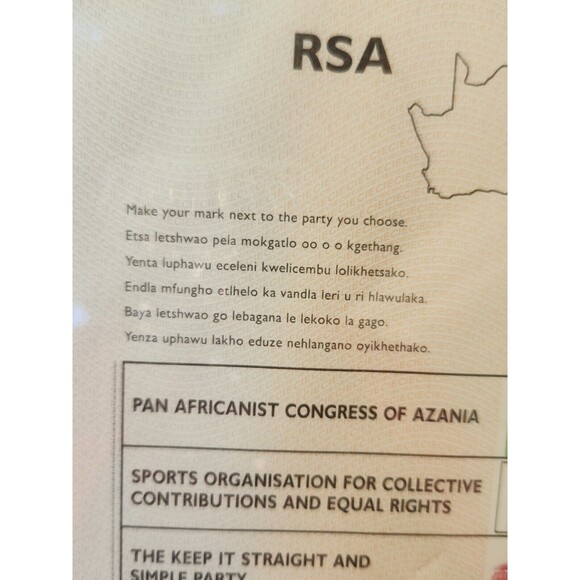 RSA
Make your mark next to the party you choose.
Etsa letshwao pela mokgatlo oo o o kgethang.
Yenta luphawu eceleni kwelicembu lolikhetsako.
Endla mfungho etlhelo ka vandla leri u ri hlawulaka.
Baya letshwao go lebagana le lekoko la gago.
Yenza uphawu lakho eduze nehlangano oyikhethako.
PAN AFRICANIST CONGRESS OF AZANIA
SPORTS ORGANISATION FOR COLLECTIVE
CONTRIBUTIONS AND EQUAL RIGHTS
THE KEEP IT STRAIGHT AND
SIMPLE PARTY